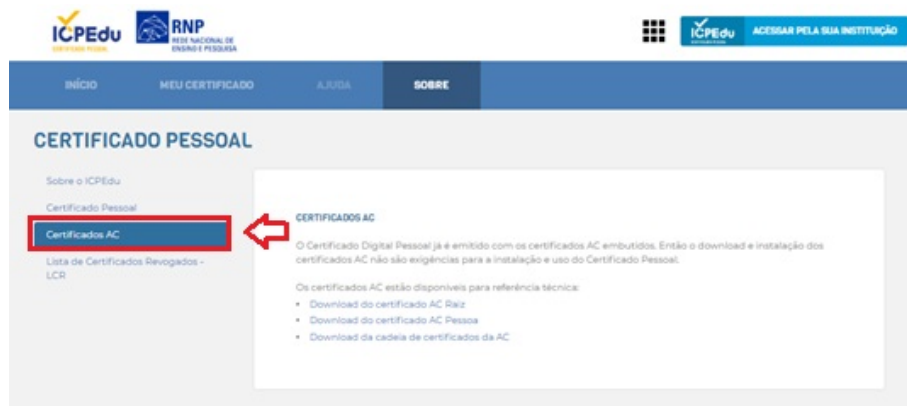 ICPEdu
CERTIFICADO PESSOAL
RNP
REDE NACIONAL DE
ENSINO E PESQUISA
ICPEdu
ACESSAR PELA SUA INSTITUIÇÃO
INÍCIO
MEU CERTIFICADO
AJUDA
SOBRE
CERTIFICADO PESSOAL
Sobre o ICPEdu
Certificado Pessoal
Certificados AC
Lista de Certificados Revogados -
LCR
CERTIFICADOS AC
O Certificado Digital Pessoal já é emitido com os certificados AC embutidos. Então o download e instalação dos
certificados AC não são exigências para a instalação e uso do Certificado Pessoal.
Os certificados AC estão disponíveis para referência técnica:
• Download do certificado AC Raiz
• Download do certificado AC Pessoa
• Download da cadeia de certificados da AC